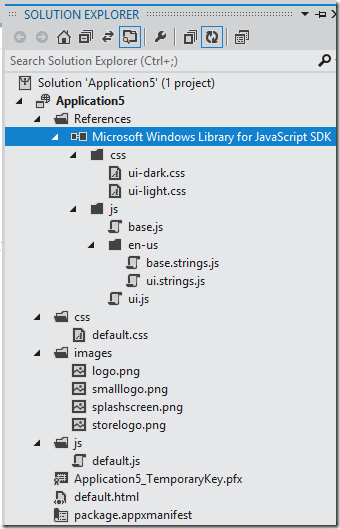 SOLUTION EXPLORER
Search Solution Explorer (Ctrl+;)
Solution 'Application5' (1 project)
Application5
References
Microsoft Windows Library for JavaScript SDK
css
ui-dark.css
ui-light.css
js
base.js
en-us
base.strings.js
ui.strings.js
ui.js
css
default.css
images
logo.png
smalllogo.png
splashscreen.png
storelogo.png
js
default.js
Application5_TemporaryKey.pfx
default.html
package.appxmanifest